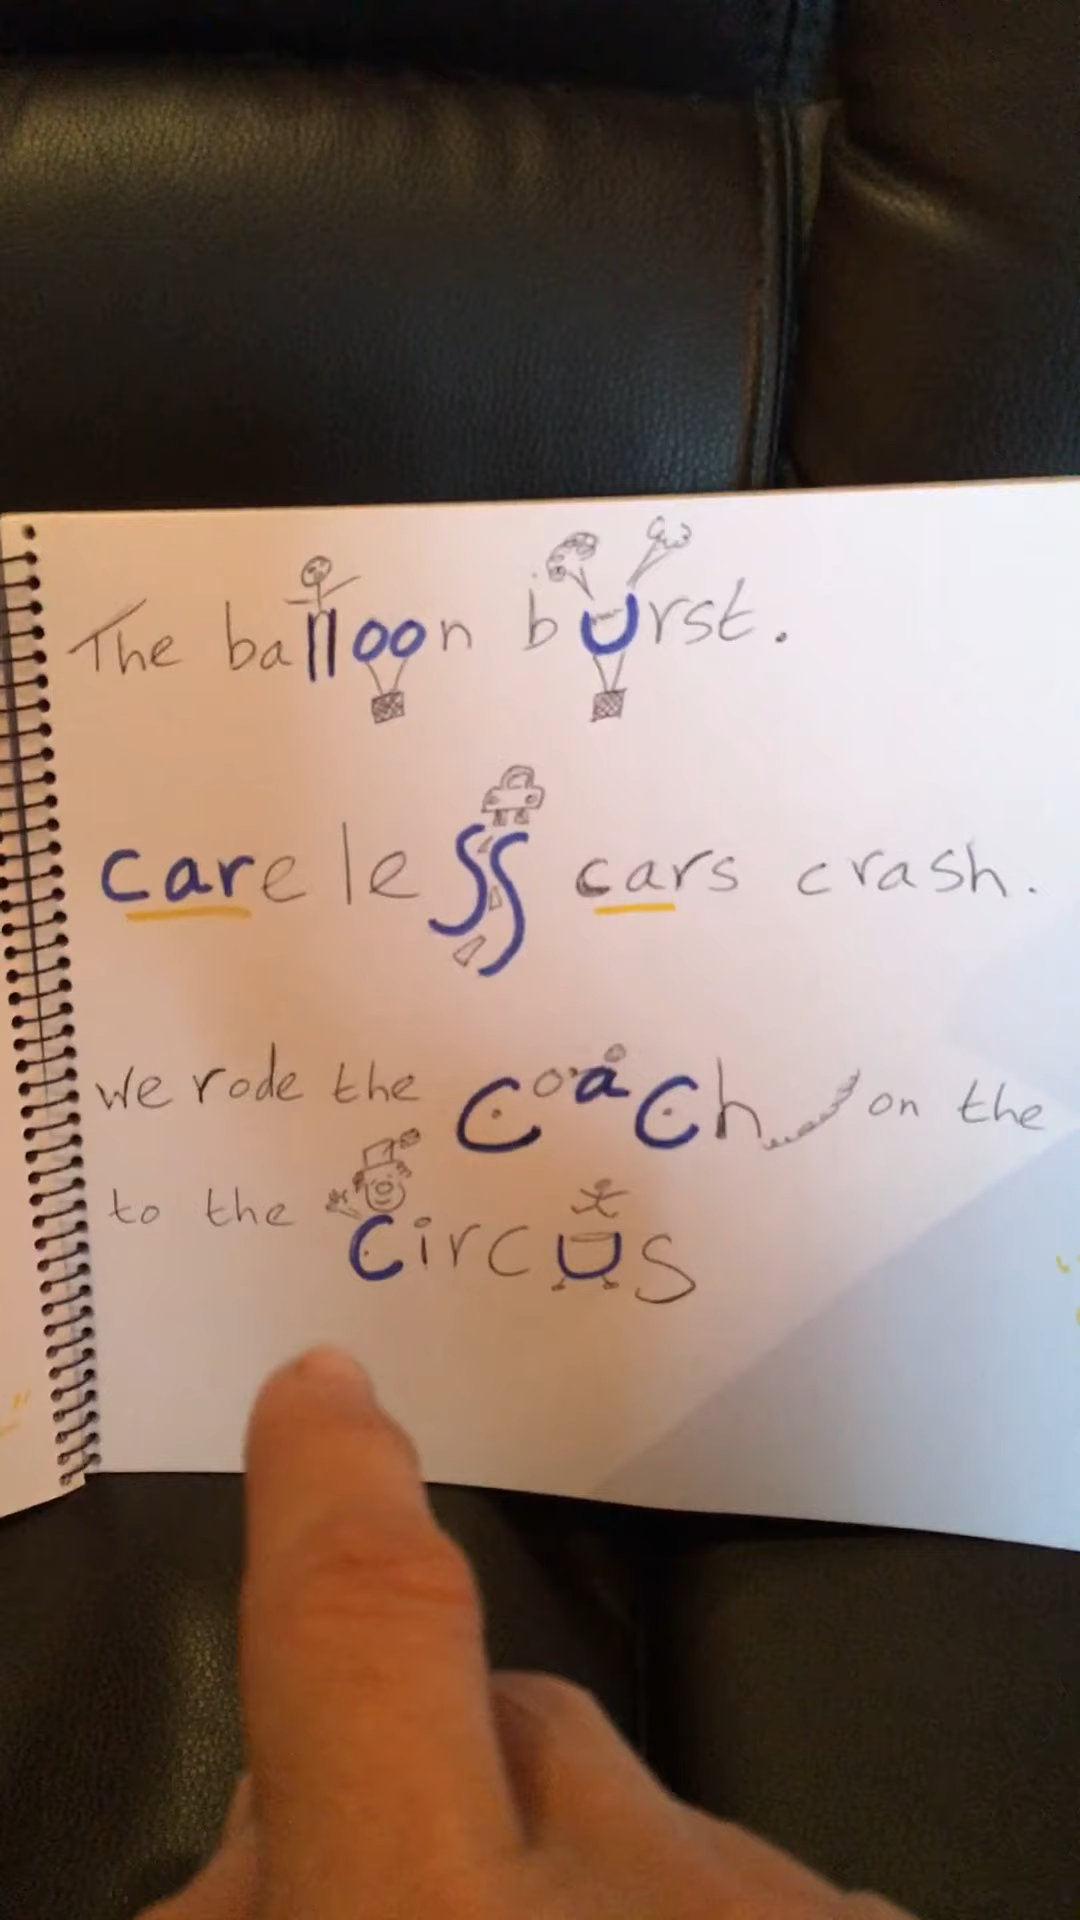 The balloon burst.
careless cars crash.
we rode the coach on the
to the circus